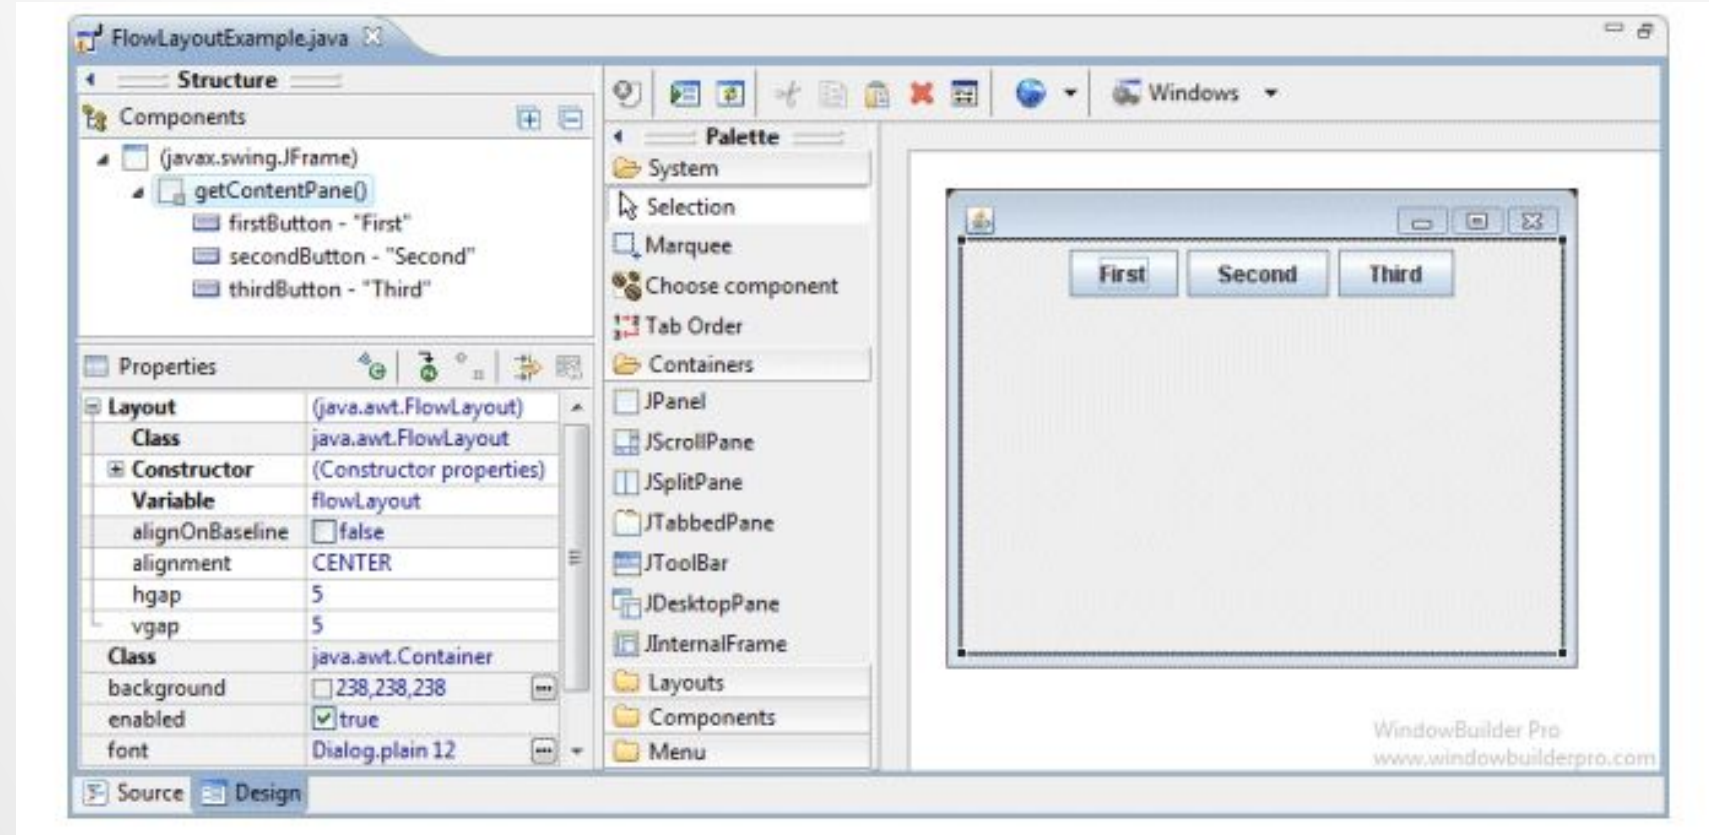 FlowLayoutExample.java
Structure
Components
(javax.swing.JFrame)
getContentPane()
firstButton - "First"
secondButton - "Second"
thirdButton - "Third"
Properties
Layout (java.awt.FlowLayout)
Class java.awt.FlowLayout
Constructor (Constructor properties)
Variable flowLayout
alignOnBaseline false
alignment CENTER
hgap 5
vgap 5
Class java.awt.Container
background 238,238,238
enabled true
font Dialog.plain 12
Source Design
Windows
Palette
System
Selection
Marquee
Choose component
Tab Order
Containers
JPanel
JScrollPane
JSplitPane
JTabbedPane
JToolBar
JDesktopPane
JInternalFrame
Layouts
Components
Menu
First Second Third
WindowBuilder Pro
www.windowbuilderpro.com